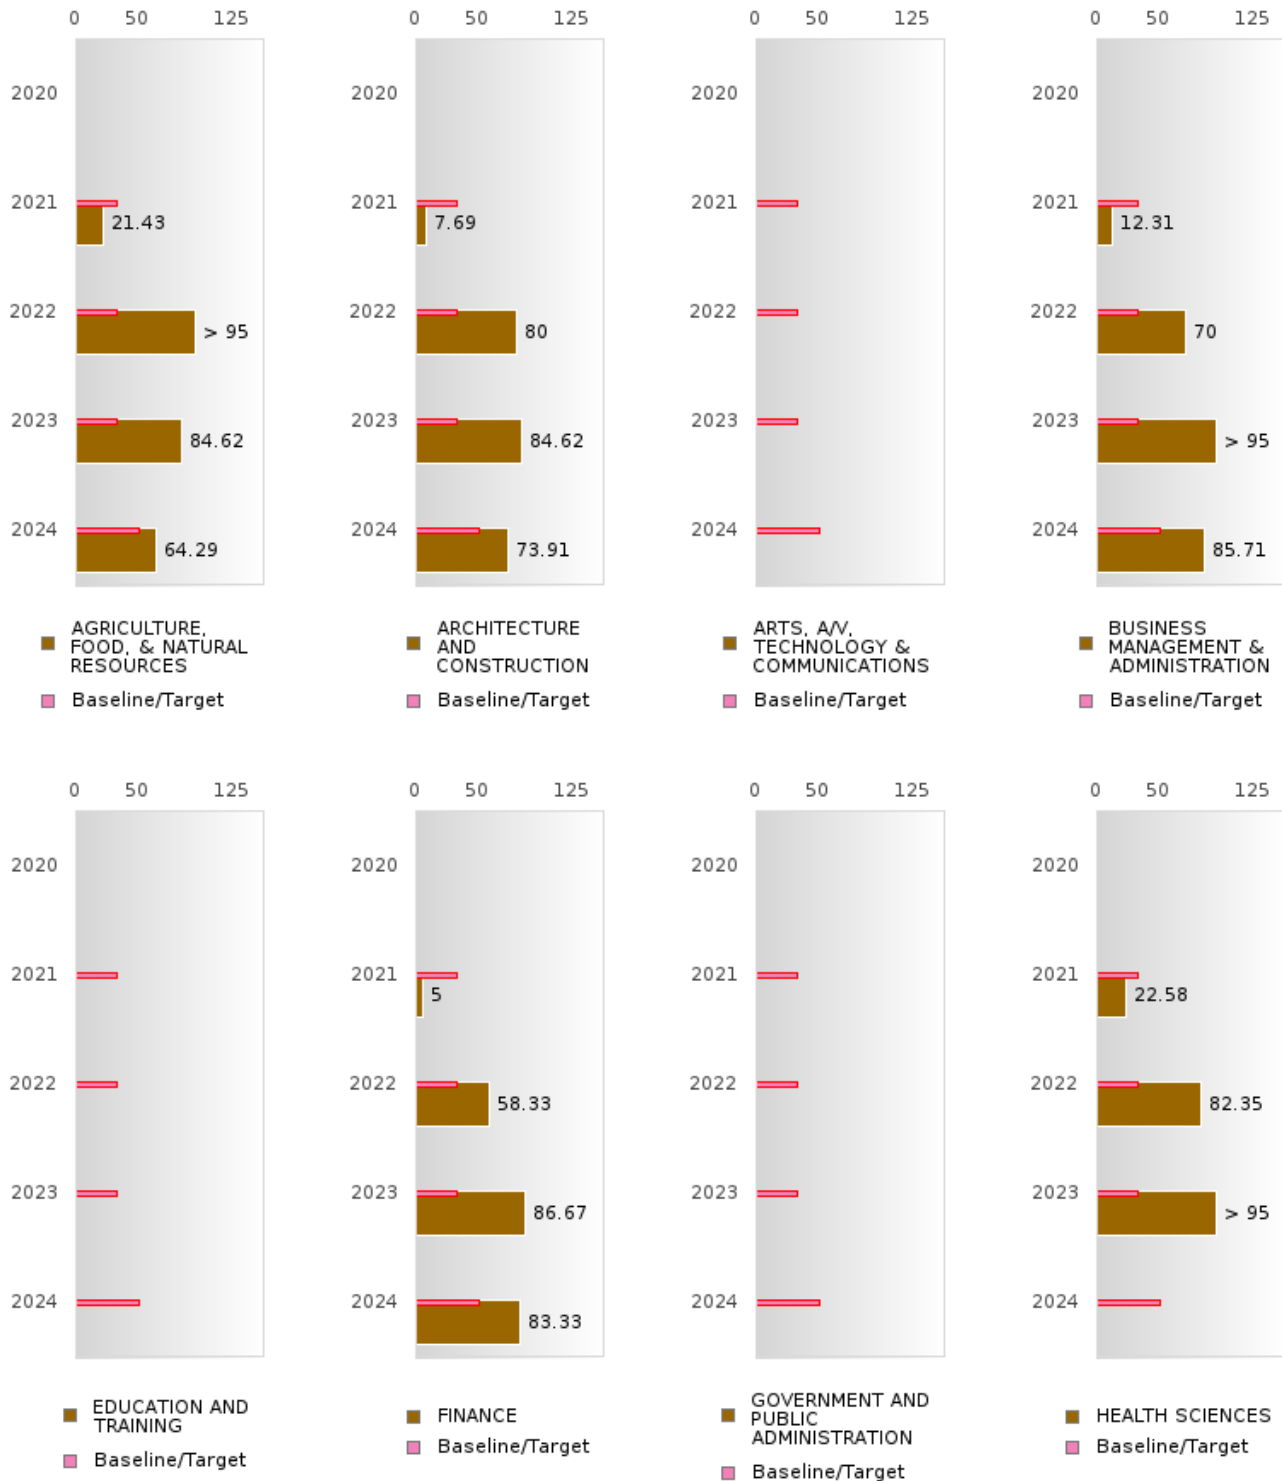 0 50 125 0 50 125 0 50 125 0 50 125
2020 2020 2020 2020
2021 2021 2021 2021
21.43 7.69 12.31
2022 2022 2022 2022
> 95 80 70
2023 2023 2023 2023
84.62 84.62 > 95
2024 2024 2024 2024
64.29 73.91 85.71
AGRICULTURE,
FOOD, & NATURAL
RESOURCES
Baseline/Target
ARCHITECTURE
AND
CONSTRUCTION
Baseline/Target
ARTS, A/V,
TECHNOLOGY &
COMMUNICATIONS
Baseline/Target
BUSINESS
MANAGEMENT &
ADMINISTRATION
Baseline/Target
0 50 125 0 50 125 0 50 125 0 50 125
2020 2020 2020 2020
2021 2021 2021 2021
5 22.58
2022 2022 2022 2022
58.33 82.35
2023 2023 2023 2023
86.67 > 95
2024 2024 2024 2024
83.33
EDUCATION AND
TRAINING
Baseline/Target
FINANCE
Baseline/Target
GOVERNMENT AND
PUBLIC
ADMINISTRATION
Baseline/Target
HEALTH SCIENCES
Baseline/Target